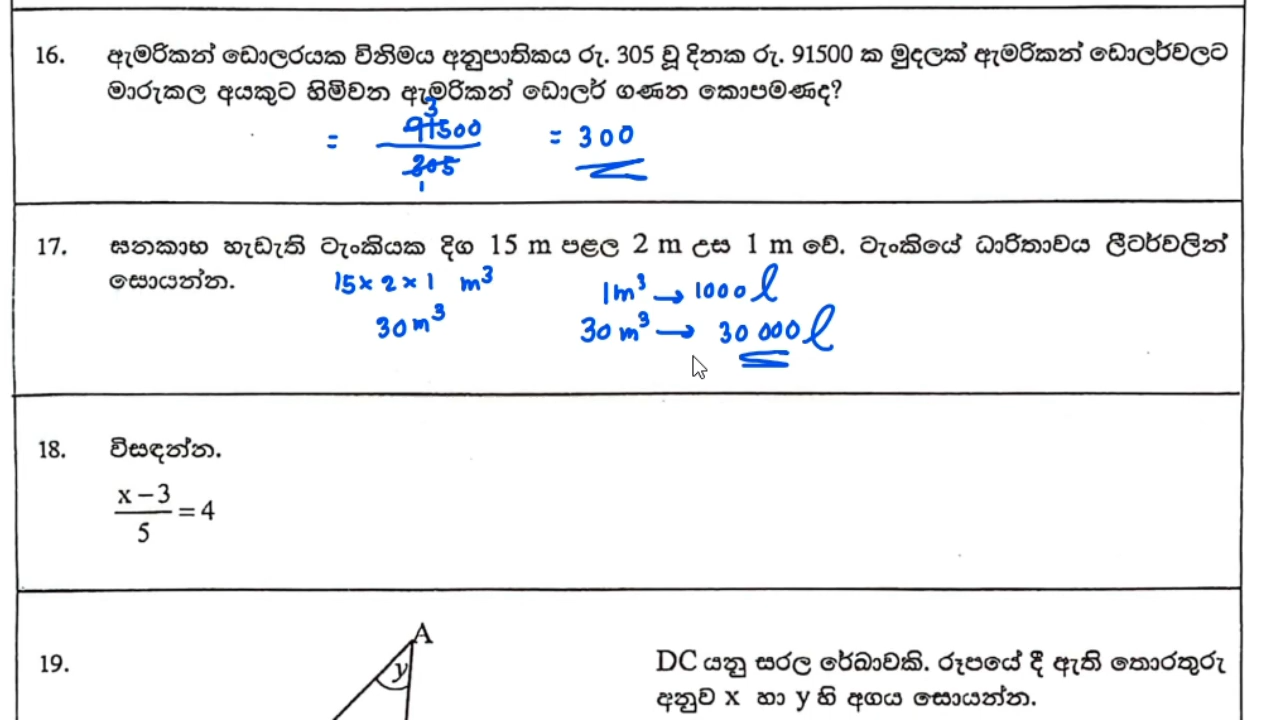 16. ඇමරිකන් ඩොලරයක විනිමය අනුපාතිකය රු. 305 වූ දිනක රු. 91500 ක මුදලක් ඇමරිකන් ඩොලර්වලට
මාරුකල අයකුට හිමිවන ඇමරිකන් ඩොලර් ගණන කොපමණද?
3
= 91500 / 305 = 300
1
17. ඝනකාභ හැඩැති ටැංකියක දිග 15 m පළල 2 m උස 1 m වේ. ටැංකියේ ධාරිතාවය ලීටර්වලින්
සොයන්න. 15 × 2 × 1 m³ 1m³ → 1000 l
30 m³ 30 m³ → 30 000 l
18. විසඳන්න.
x − 3
5 = 4
19. A
y
DC යනු සරල රේඛාවකි. රූපයේ දී ඇති තොරතුරු
අනුව x හා y හි අගය සොයන්න.